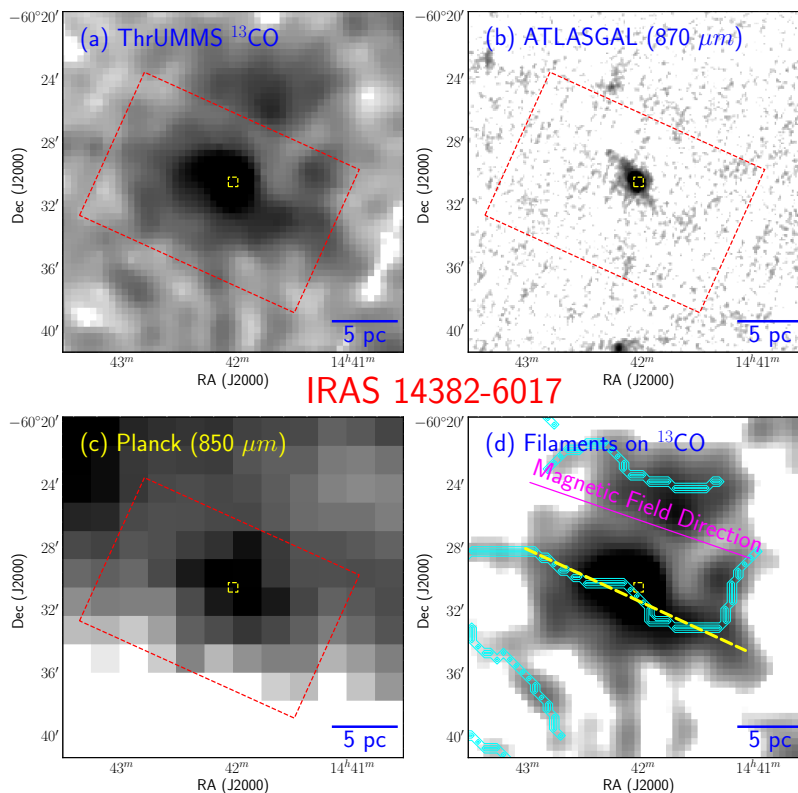 (a) ThrUMMS ¹³CO
−60°20′
24′
28′
32′
36′
40′
Dec (J2000)
5 pc
43ᵐ
42ᵐ
14ʰ41ᵐ
RA (J2000)
(b) ATLASGAL (870 μm)
24′
28′
32′
36′
40′
Dec (J2000)
5 pc
43ᵐ
42ᵐ
14ʰ41ᵐ
RA (J2000)
IRAS 14382-6017
(c) Planck (850 μm)
−60°20′
24′
28′
32′
36′
40′
Dec (J2000)
5 pc
43ᵐ
42ᵐ
14ʰ41ᵐ
RA (J2000)
(d) Filaments on ¹³CO
Magnetic Field Direction
−60°20′
24′
28′
32′
36′
40′
Dec (J2000)
5 pc
43ᵐ
42ᵐ
14ʰ41ᵐ
RA (J2000)
−60°20′